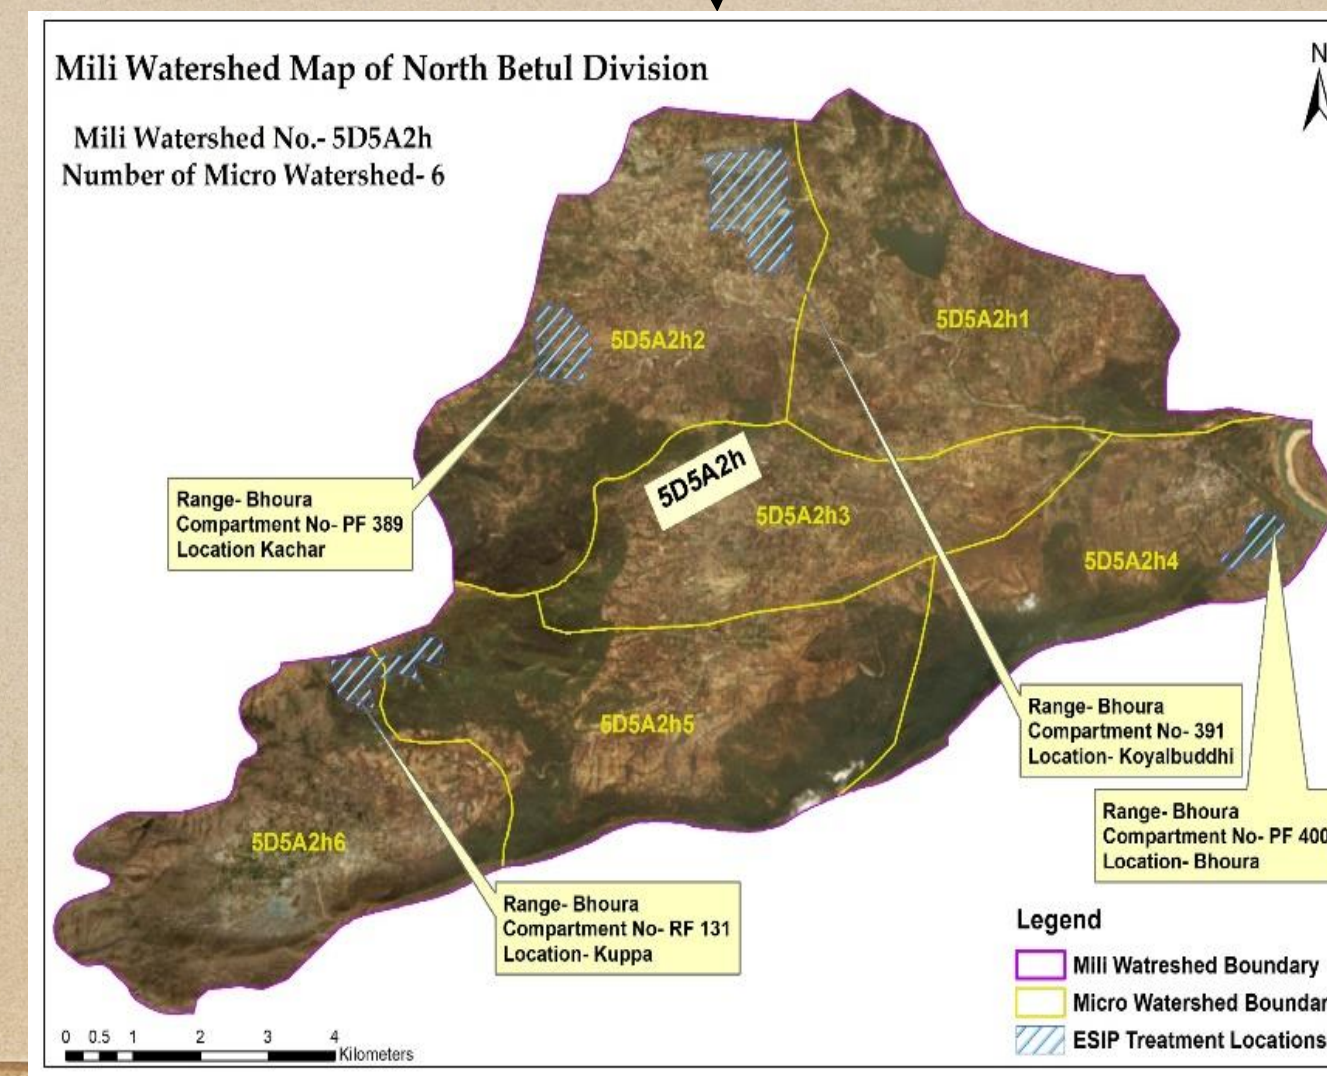 Mili Watershed Map of North Betul Division
N
Mili Watershed No.- 5D5A2h
Number of Micro Watershed- 6
5D5A2h1
5D5A2h2
5D5A2h
5D5A2h3
Range- Bhoura
Compartment No- PF 389
Location Kachar
5D5A2h4
5D5A2h5
Range- Bhoura
Compartment No- 391
Location- Koyalbuddhi
Range- Bhoura
Compartment No- PF 400
Location- Bhoura
5D5A2h6
Range- Bhoura
Compartment No- RF 131
Location- Kuppa
Legend
Mili Watreshed Boundary
Micro Watershed Boundar
ESIP Treatment Locations
0 0.5 1 2 3 4
Kilometers